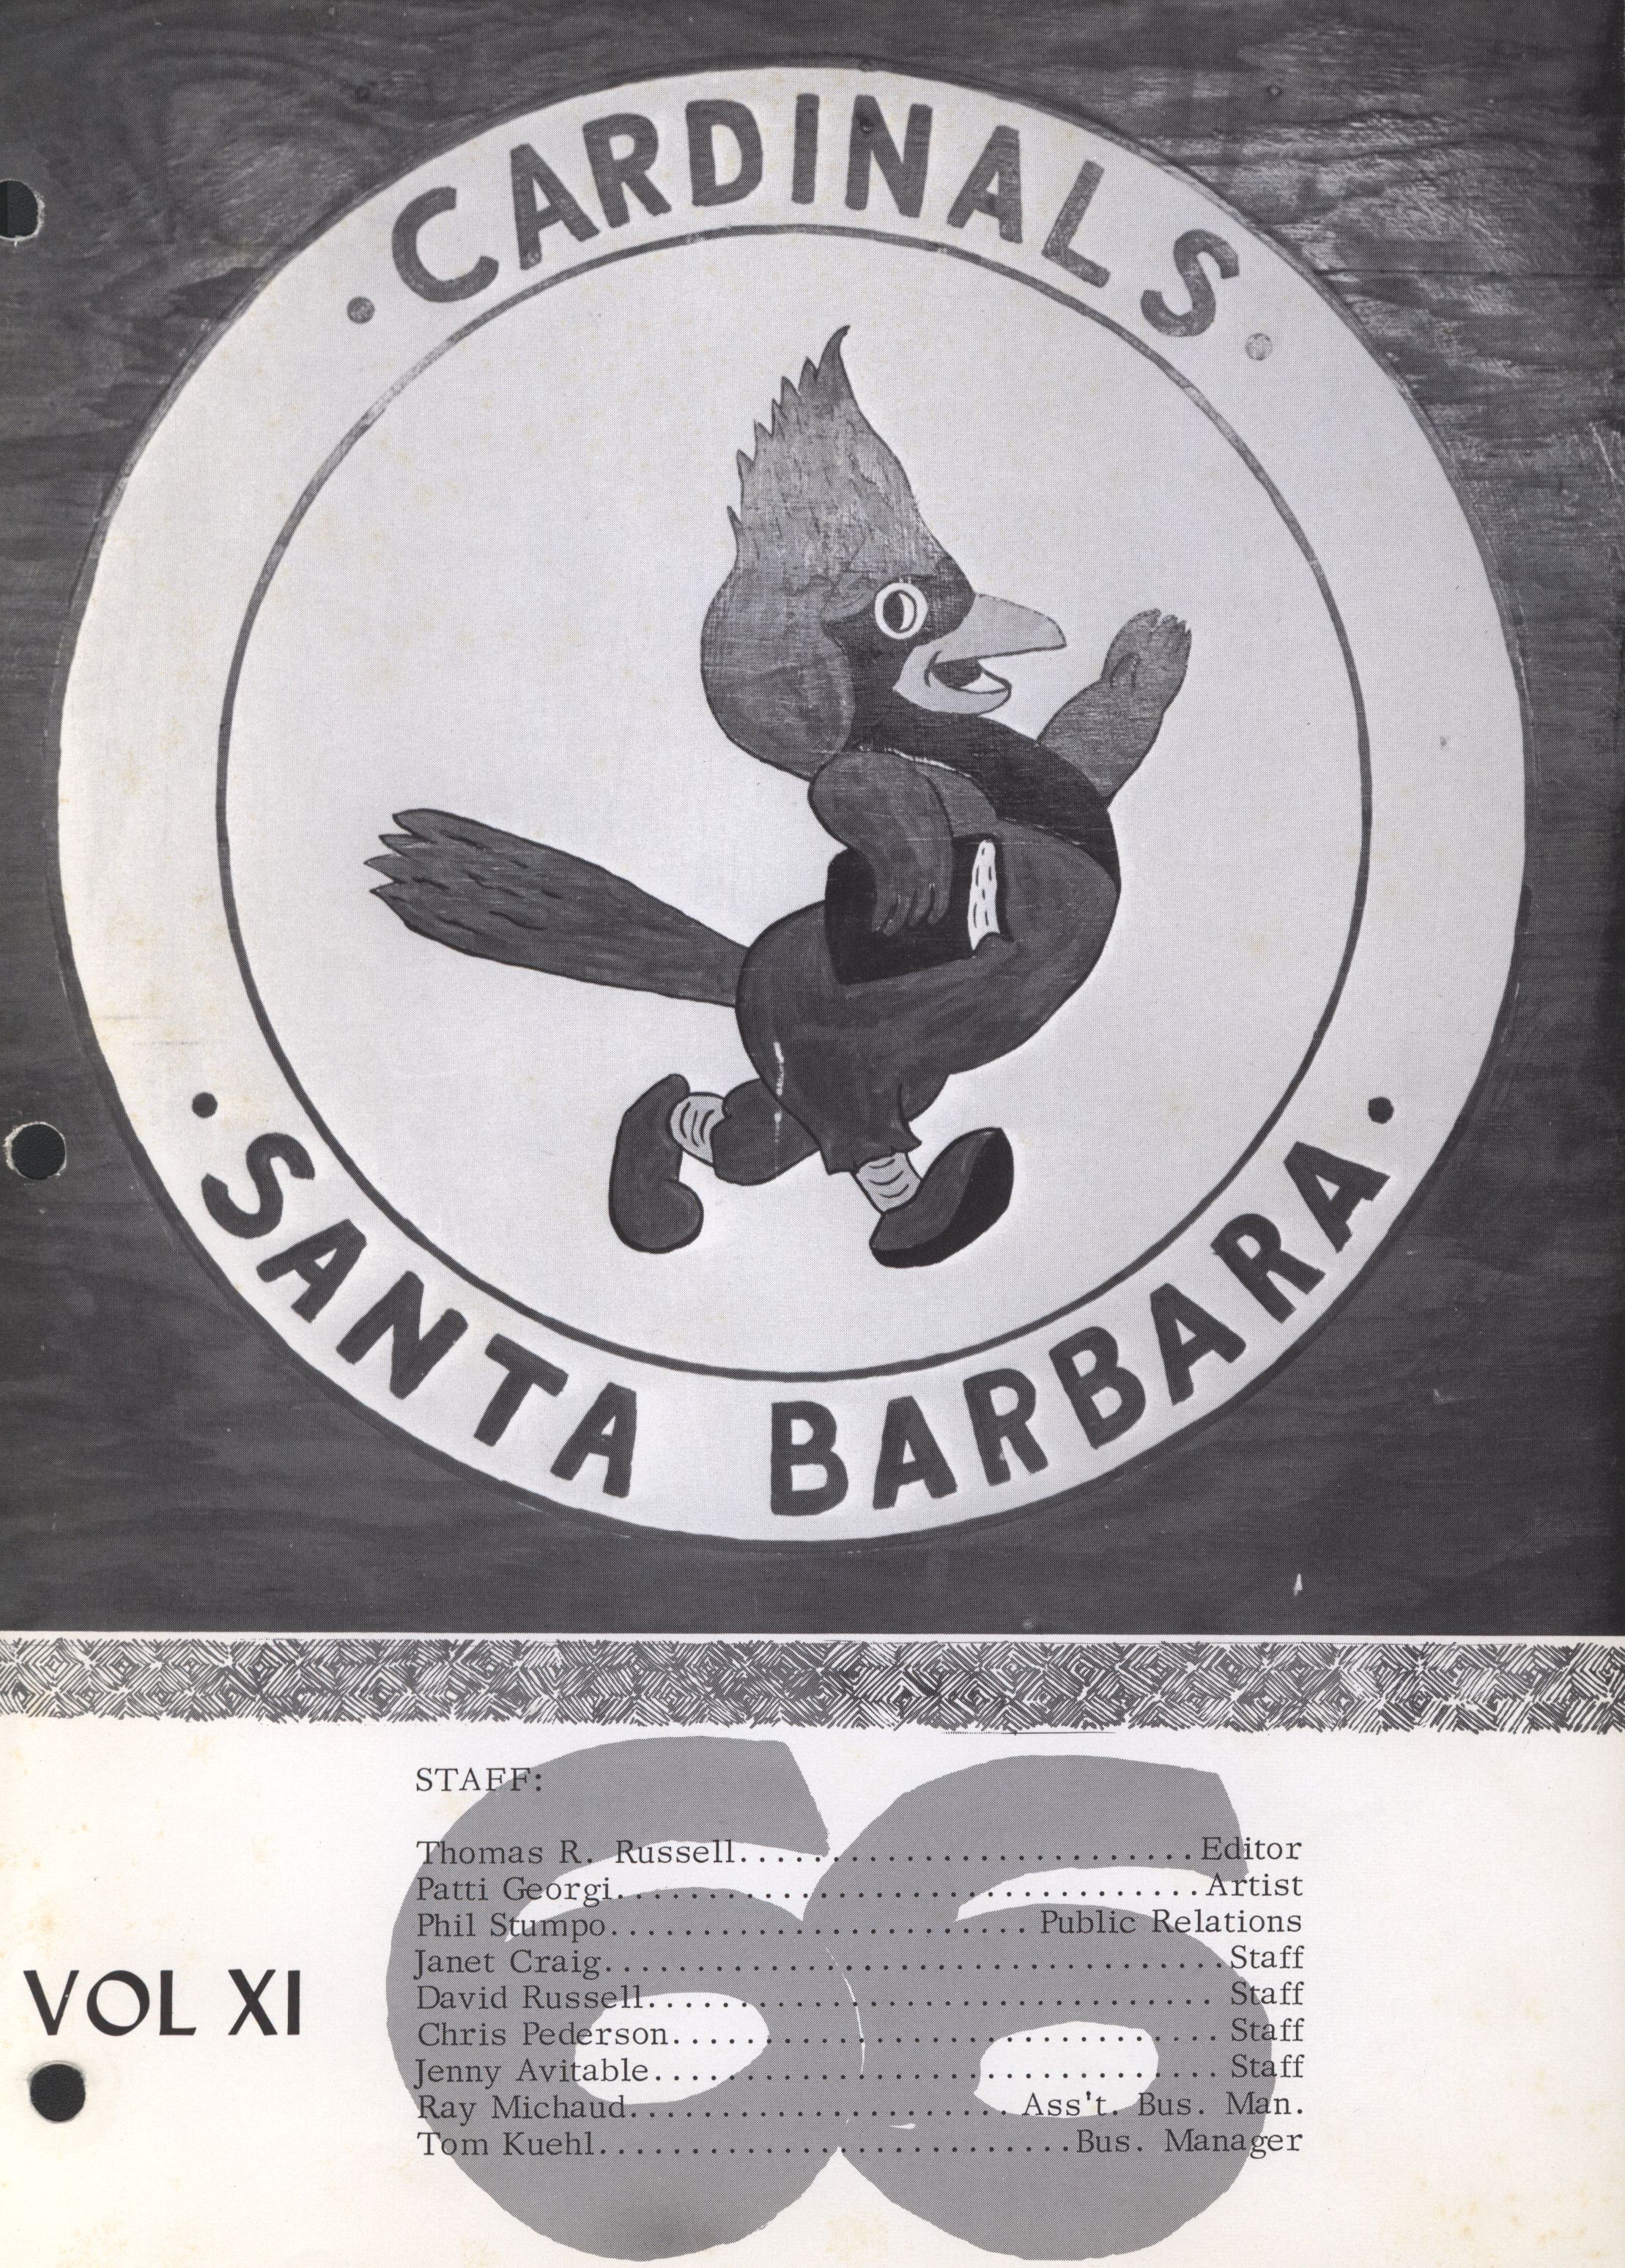 • CARDINALS •
• SANTA BARBARA •
66
STAFF:
Thomas R. Russell..........................Editor
Patti Georgi..................................Artist
Phil Stumpo........................ Public Relations
Janet Craig....................................Staff
David Russell................................. Staff
Chris Pederson................................ Staff
Jenny Avitable................................. Staff
Ray Michaud...................... Ass't. Bus. Man.
Tom Kuehl...........................Bus. Manager
VOL XI